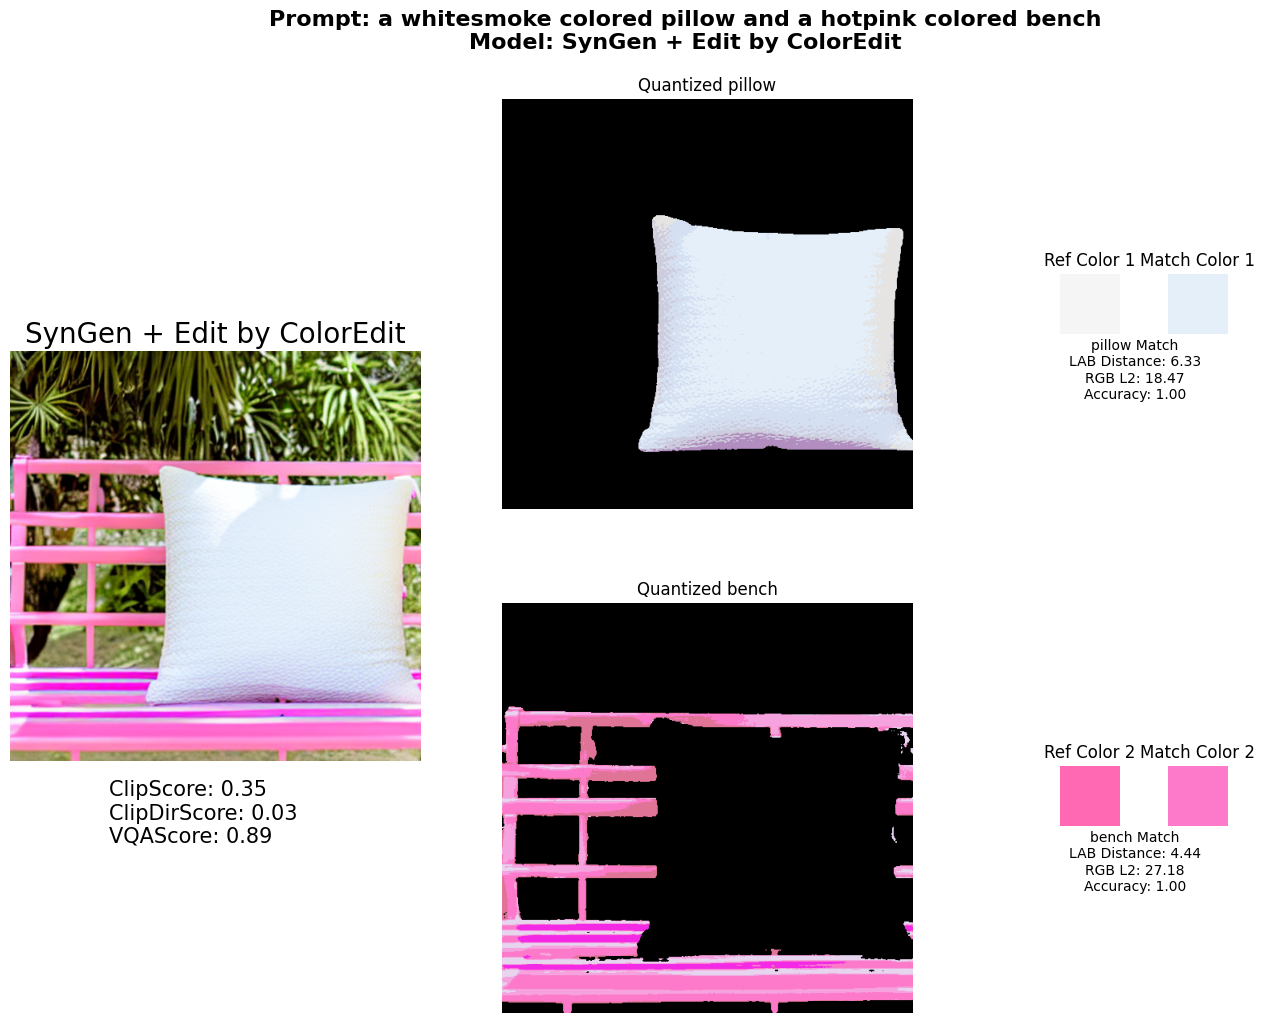 Prompt: a whitesmoke colored pillow and a hotpink colored bench
Model: SynGen + Edit by ColorEdit
Quantized pillow
Ref Color 1 Match Color 1
pillow Match
LAB Distance: 6.33
RGB L2: 18.47
Accuracy: 1.00
SynGen + Edit by ColorEdit
ClipScore: 0.35
ClipDirScore: 0.03
VQAScore: 0.89
Quantized bench
Ref Color 2 Match Color 2
bench Match
LAB Distance: 4.44
RGB L2: 27.18
Accuracy: 1.00